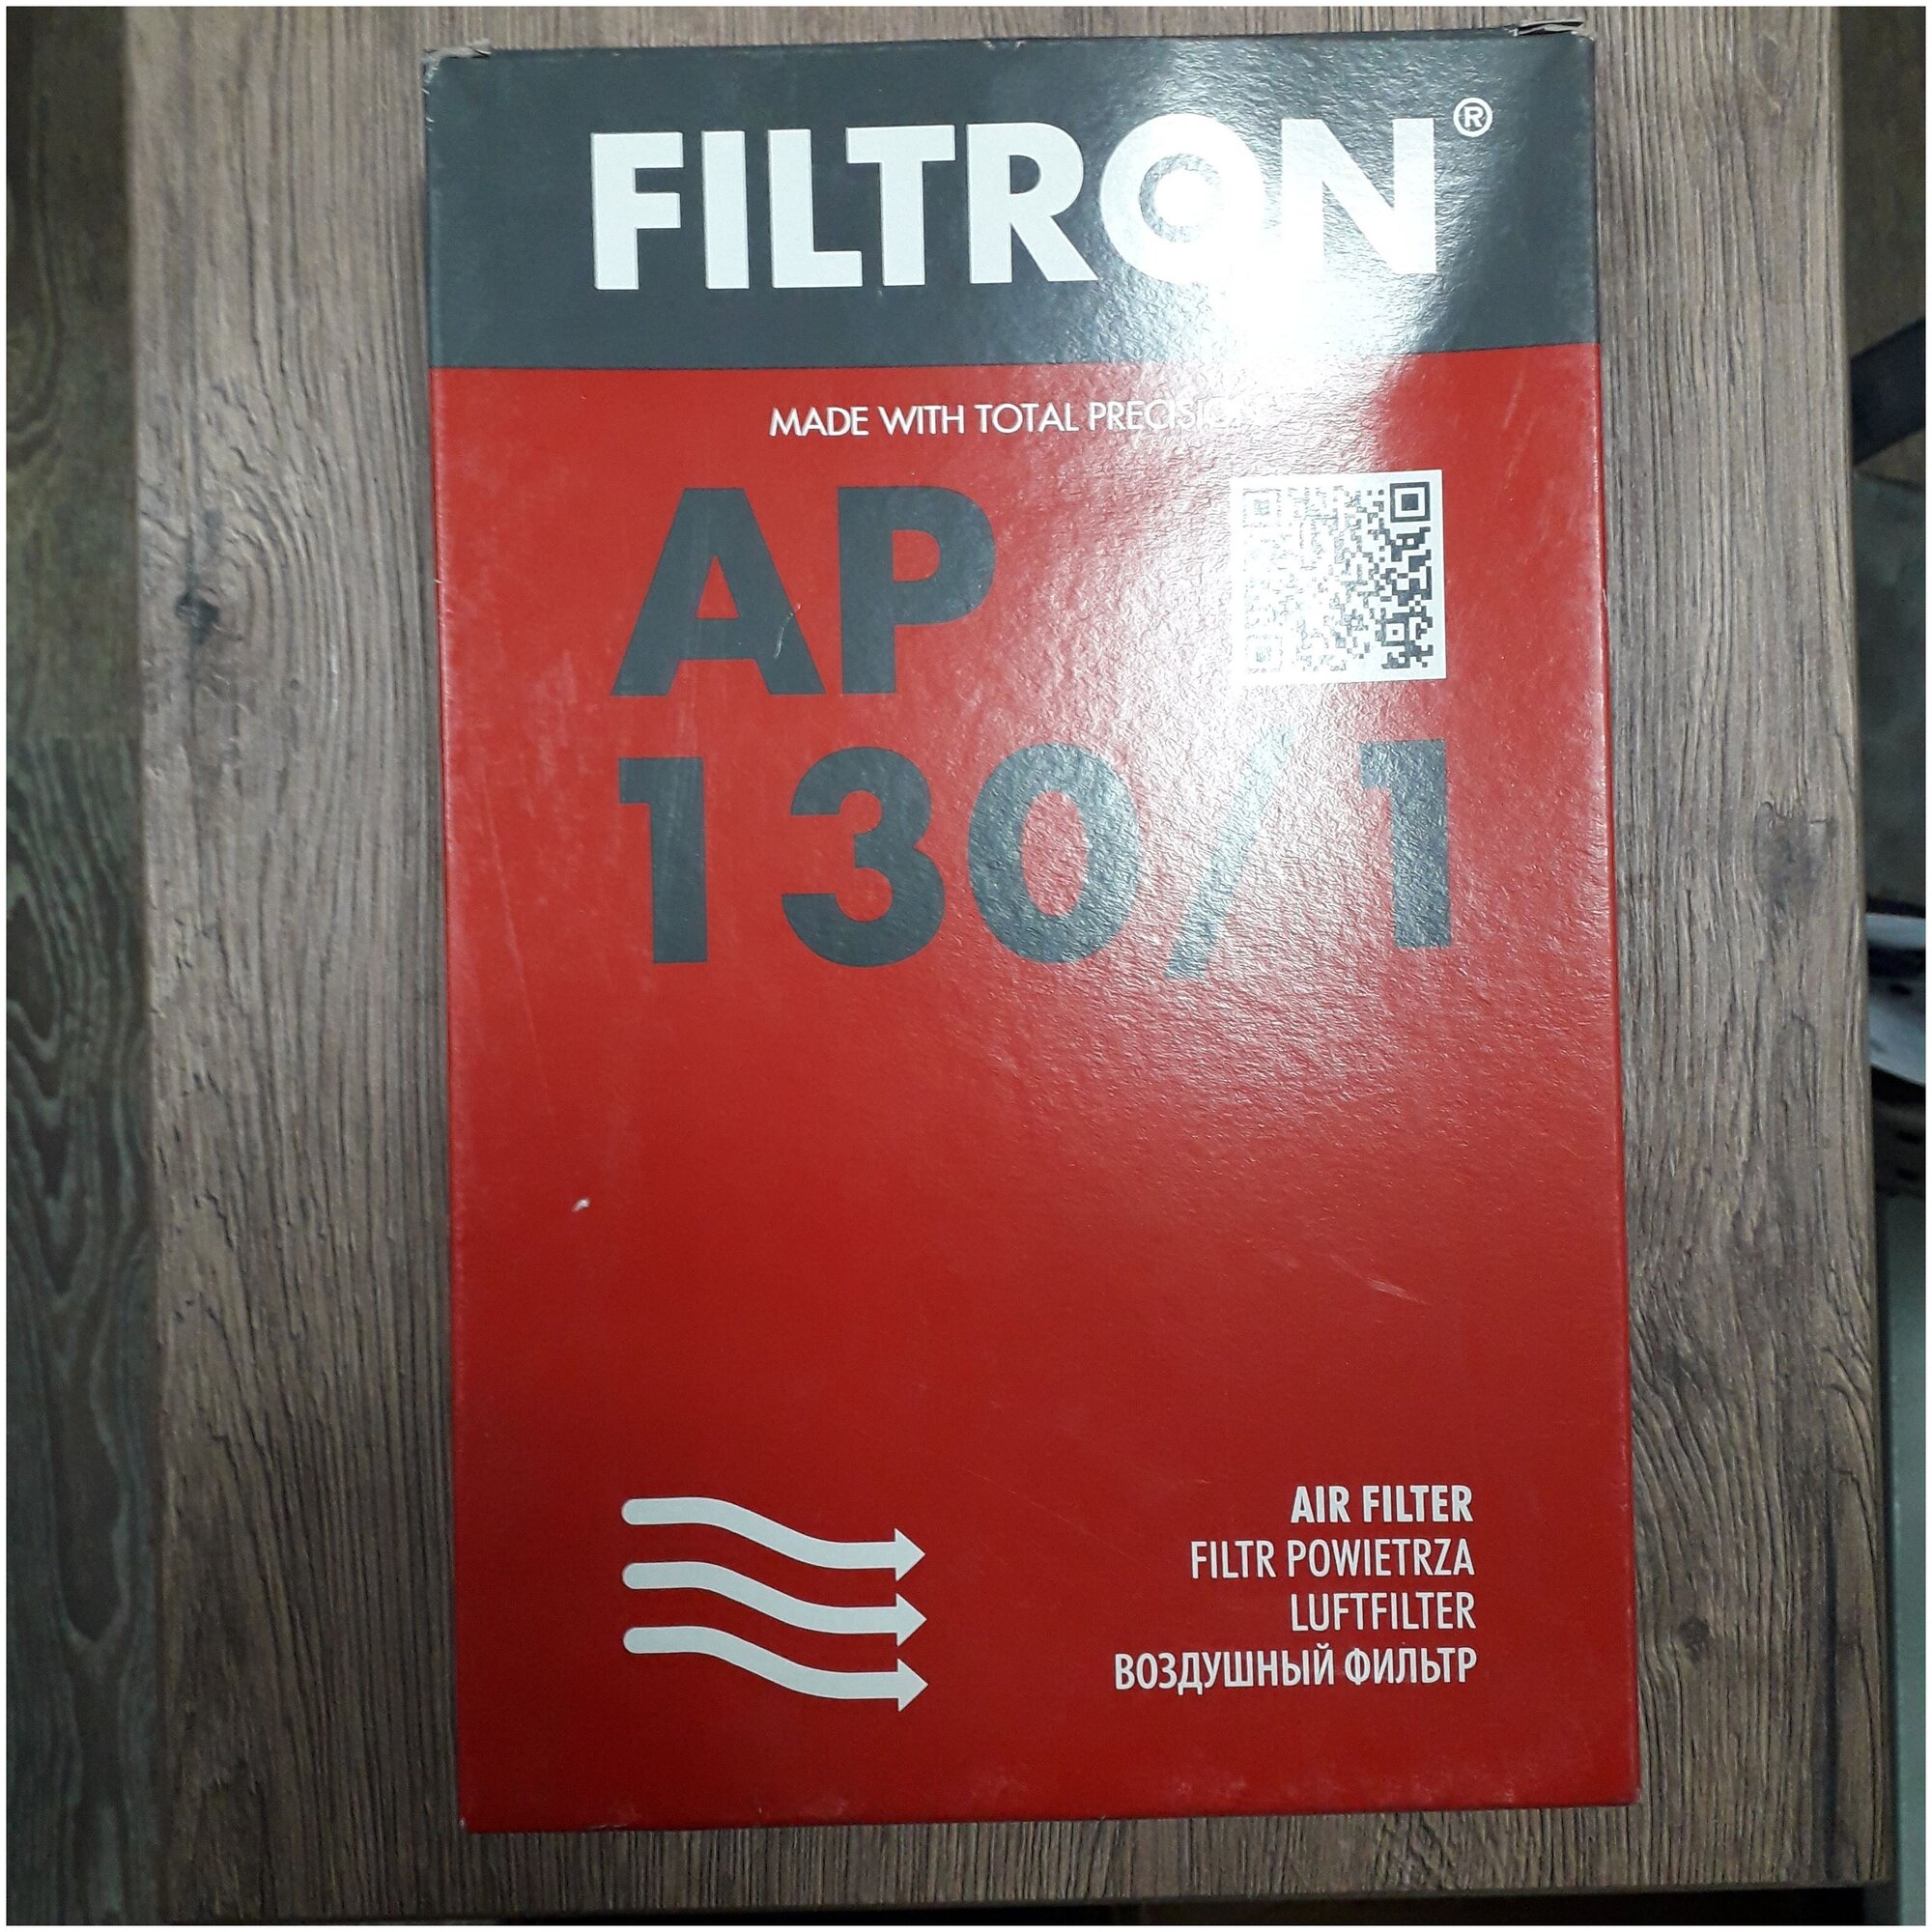 FILTRON®
MADE WITH TOTAL PRECISION
AP
130/1
AIR FILTER
FILTR POWIETRZA
LUFTFILTER
ВОЗДУШНЫЙ ФИЛЬТР